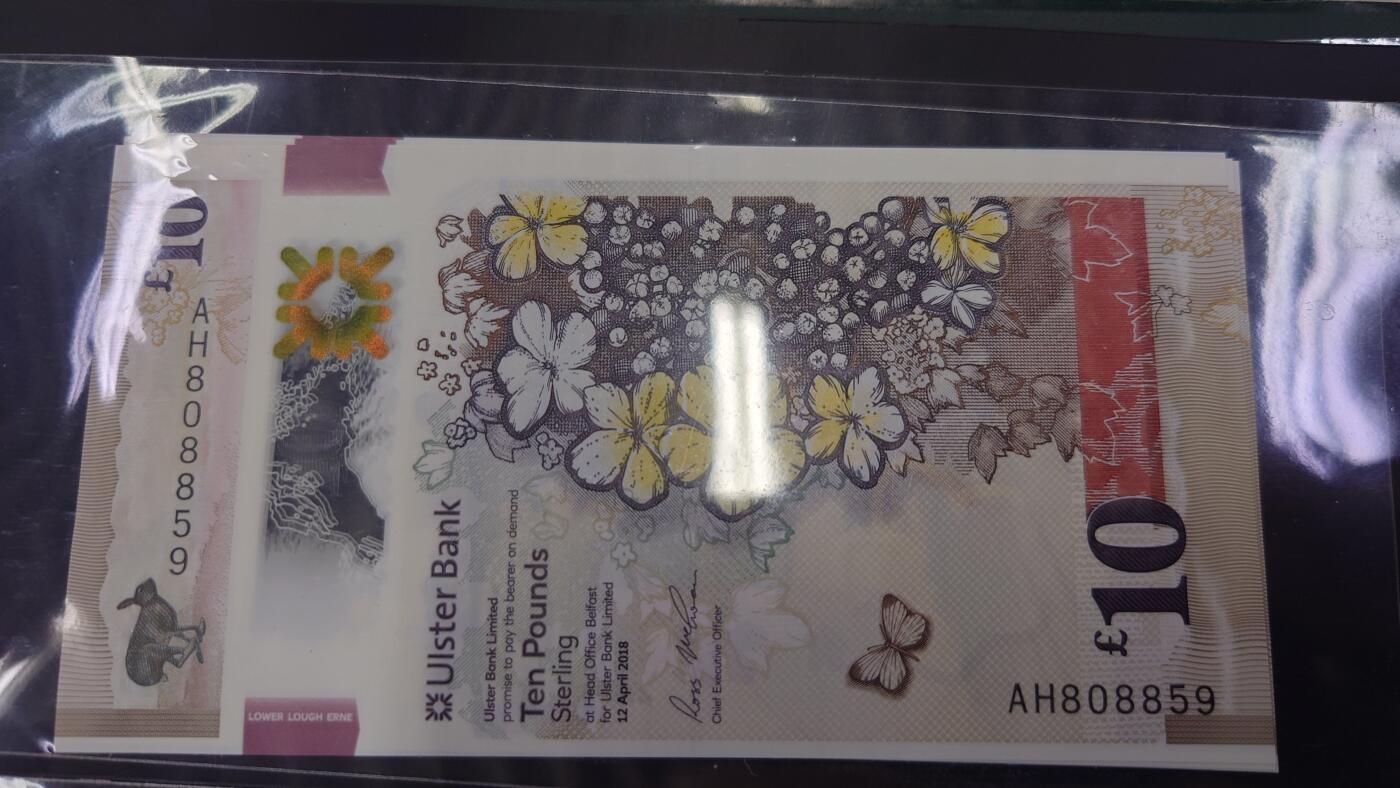 £10
AH808859
LOWER LOUGH ERNE
Ulster Bank
Ulster Bank Limited
promise to pay the bearer on demand
Ten Pounds
Sterling
at Head Office Belfast
for Ulster Bank Limited
12 April 2018
Chief Executive Officer
£10
AH808859